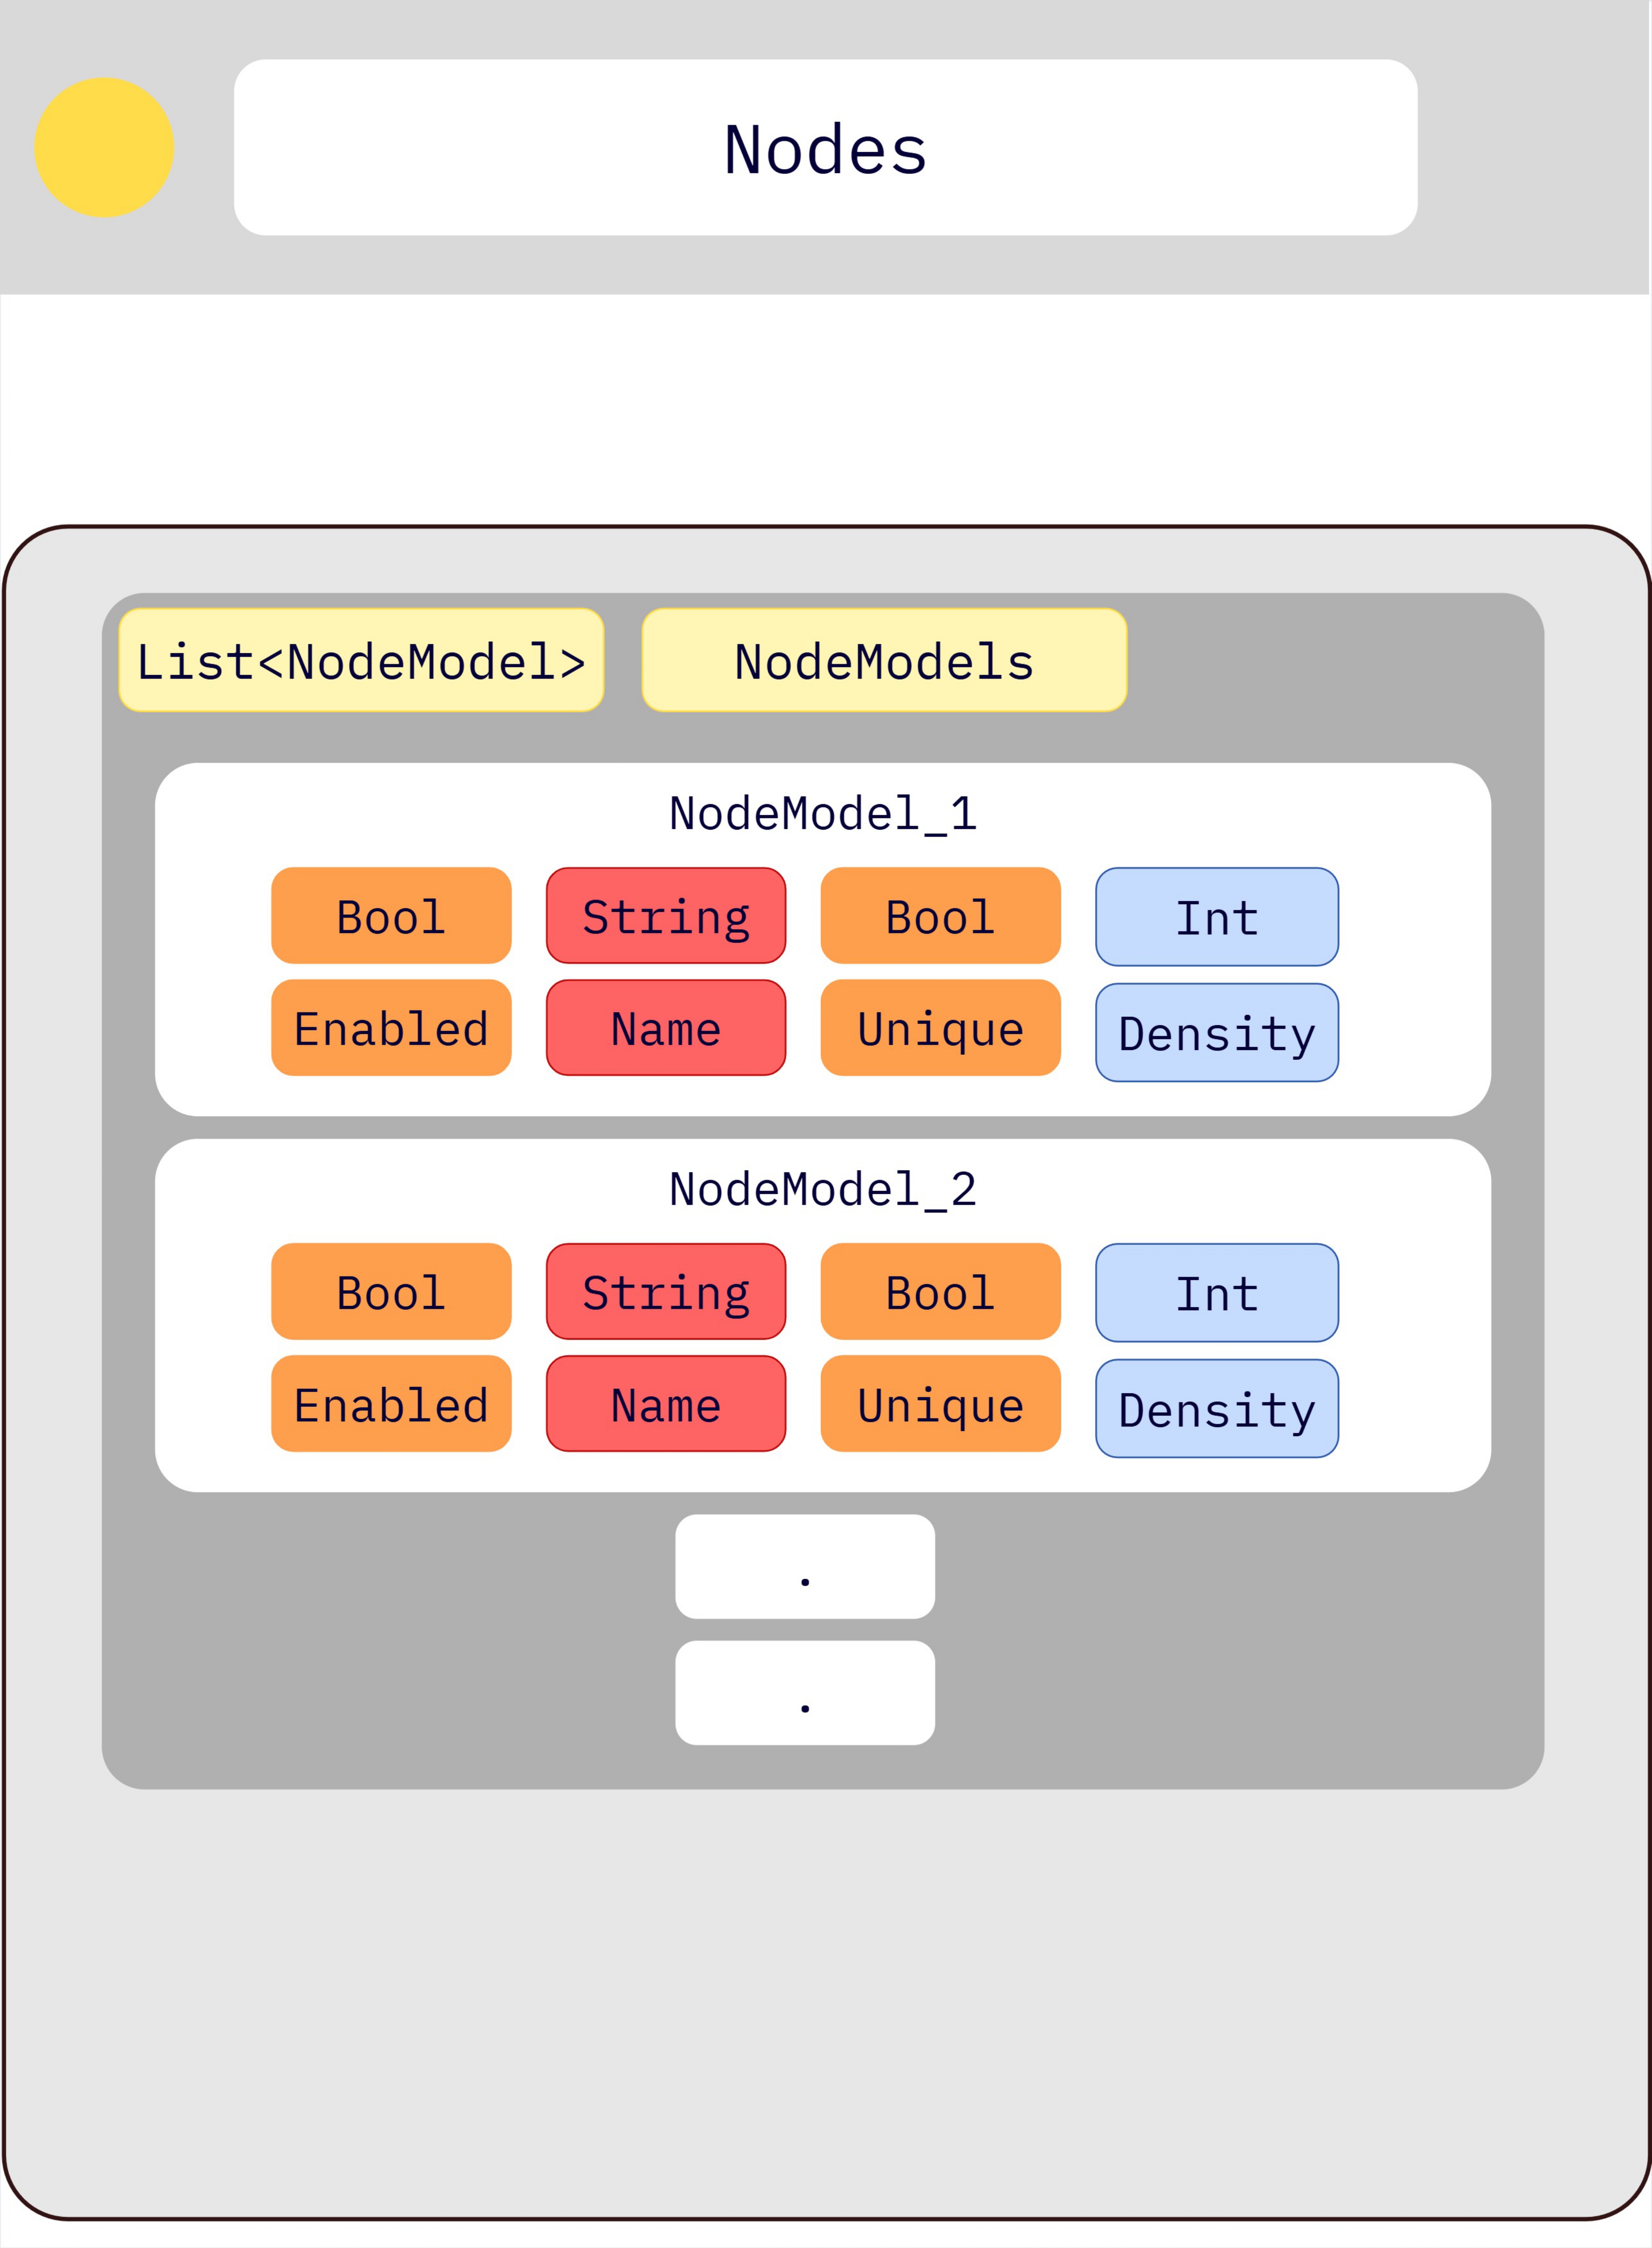 Nodes
List<NodeModel> NodeModels
NodeModel_1
Bool String Bool Int
Enabled Name Unique Density
NodeModel_2
Bool String Bool Int
Enabled Name Unique Density
.
.